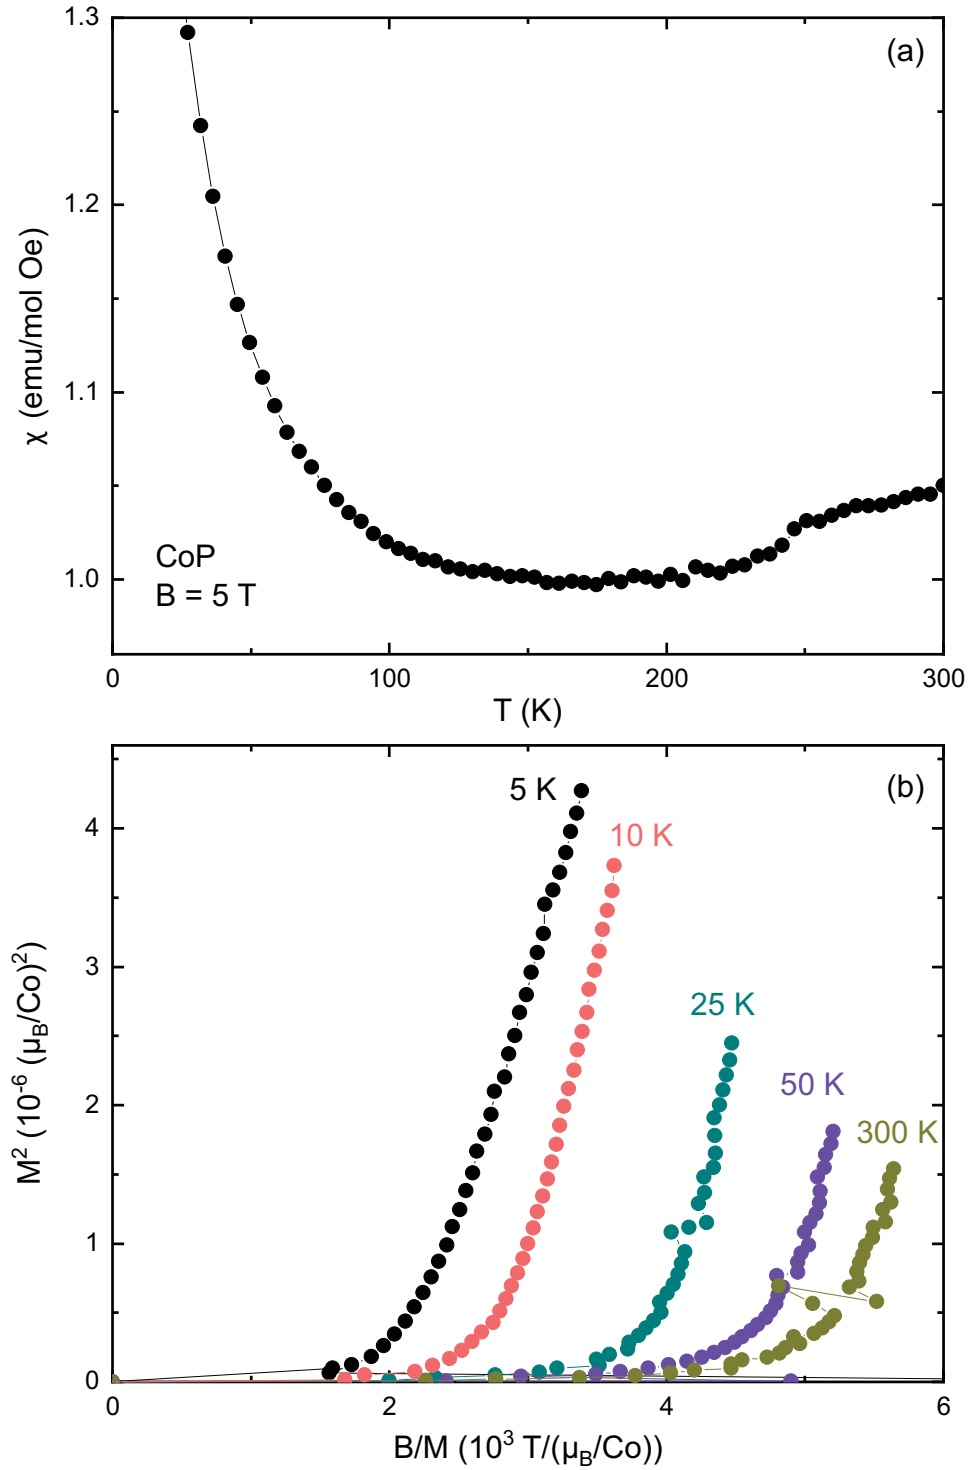 1.3
(a)
1.2
χ (emu/mol Oe)
1.1
CoP
1.0
B = 5 T
0
100
200
300
T (K)
(b)
5 K
10 K
4
3
25 K
M² (10⁻⁶ (μ_B/Co)²)
50 K
2
300 K
1
0
0
2
4
6
B/M (10³ T/(μ_B/Co))